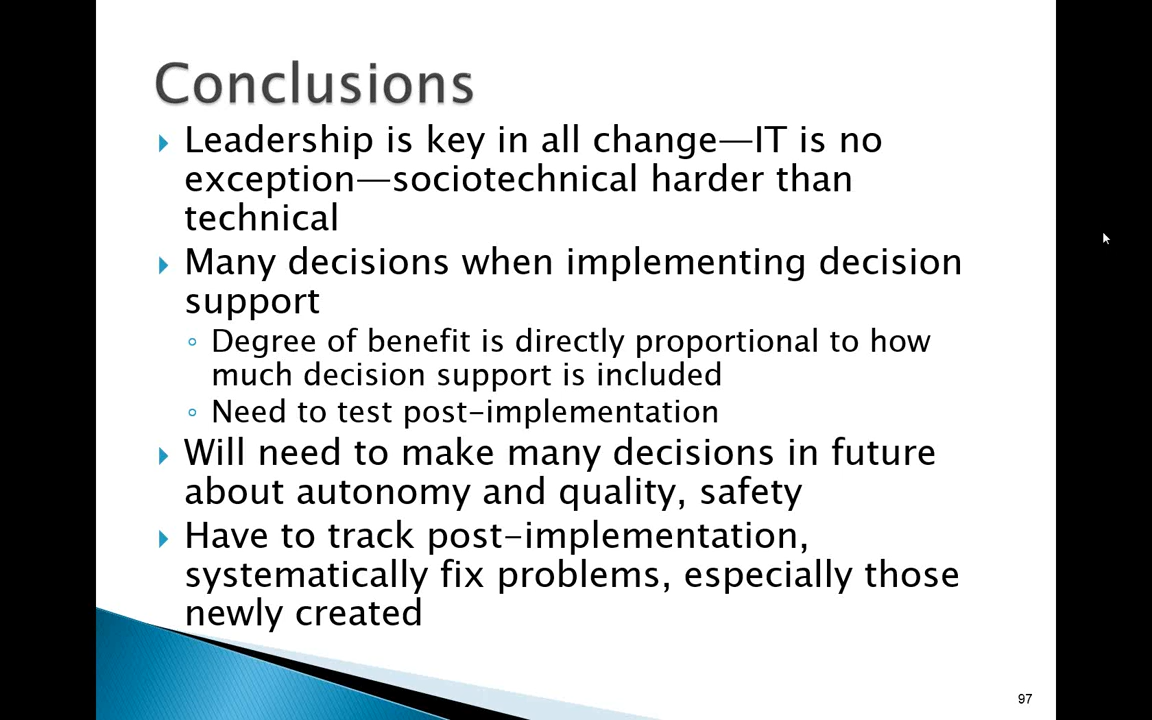 Conclusions
Leadership is key in all change—IT is no
exception—sociotechnical harder than
technical
Many decisions when implementing decision
support
Degree of benefit is directly proportional to how
much decision support is included
Need to test post-implementation
Will need to make many decisions in future
about autonomy and quality, safety
Have to track post-implementation,
systematically fix problems, especially those
newly created
97